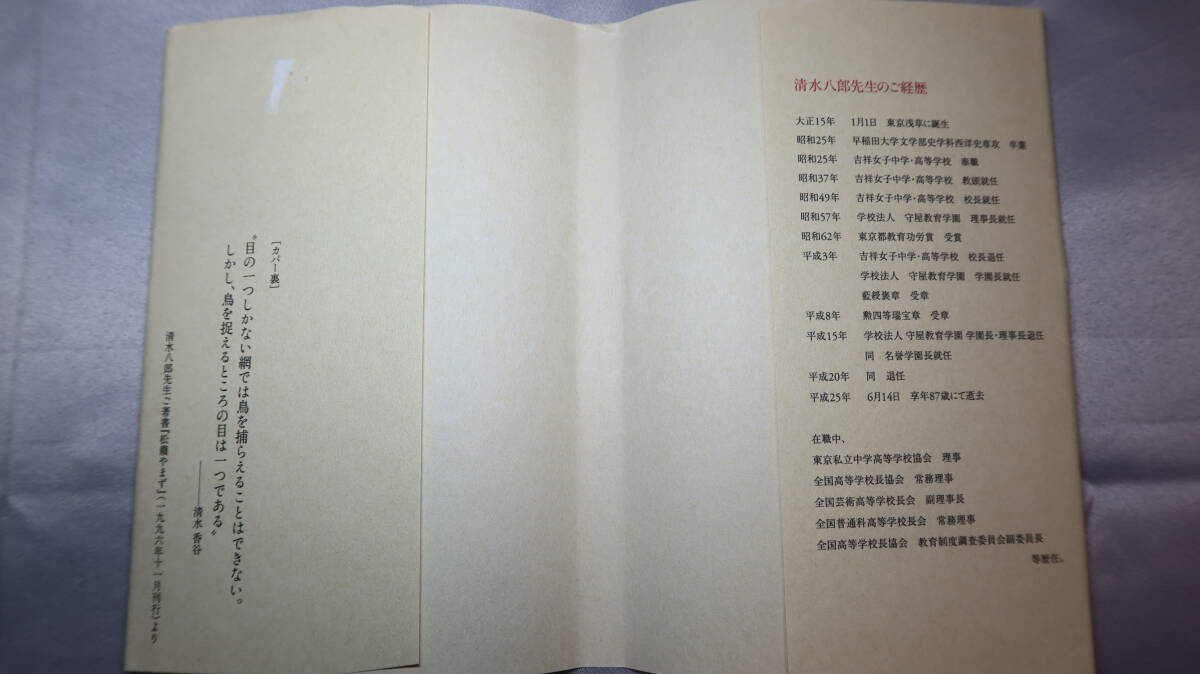 清水八郎先生のご経歴
大正15年 1月1日 東京浅草に誕生
昭和25年 早稲田大学文学部史学科西洋史専攻 卒業
昭和25年 吉祥女子中学・高等学校 奉職
昭和37年 吉祥女子中学・高等学校 教頭就任
昭和49年 吉祥女子中学・高等学校 校長就任
昭和57年 学校法人 守屋教育学園 理事長就任
昭和62年 東京都教育功労賞 受賞
平成3年 吉祥女子中学・高等学校 校長退任
学校法人 守屋教育学園 学園長就任
藍綬褒章 受章
平成8年 勲四等瑞宝章 受章
平成15年 学校法人 守屋教育学園 学園長・理事長退任
同 名誉学園長就任
平成20年 同 退任
平成25年 6月14日 享年87歳にて逝去
在職中、
東京私立中学高等学校協会 理事
全国高等学校長協会 常務理事
全国芸術高等学校長会 副理事長
全国普通科高等学校長会 常務理事
全国高等学校長協会 教育制度調査委員会副委員長
等歴任。
[カバー裏]
“目の一つしかない網では鳥を捕らえることはできない。
しかし、鳥を捉えるところの目は一つである”
――清水香谷
清水八郎先生ご著書『松籟やまず』(一九九六年十一月刊行)より